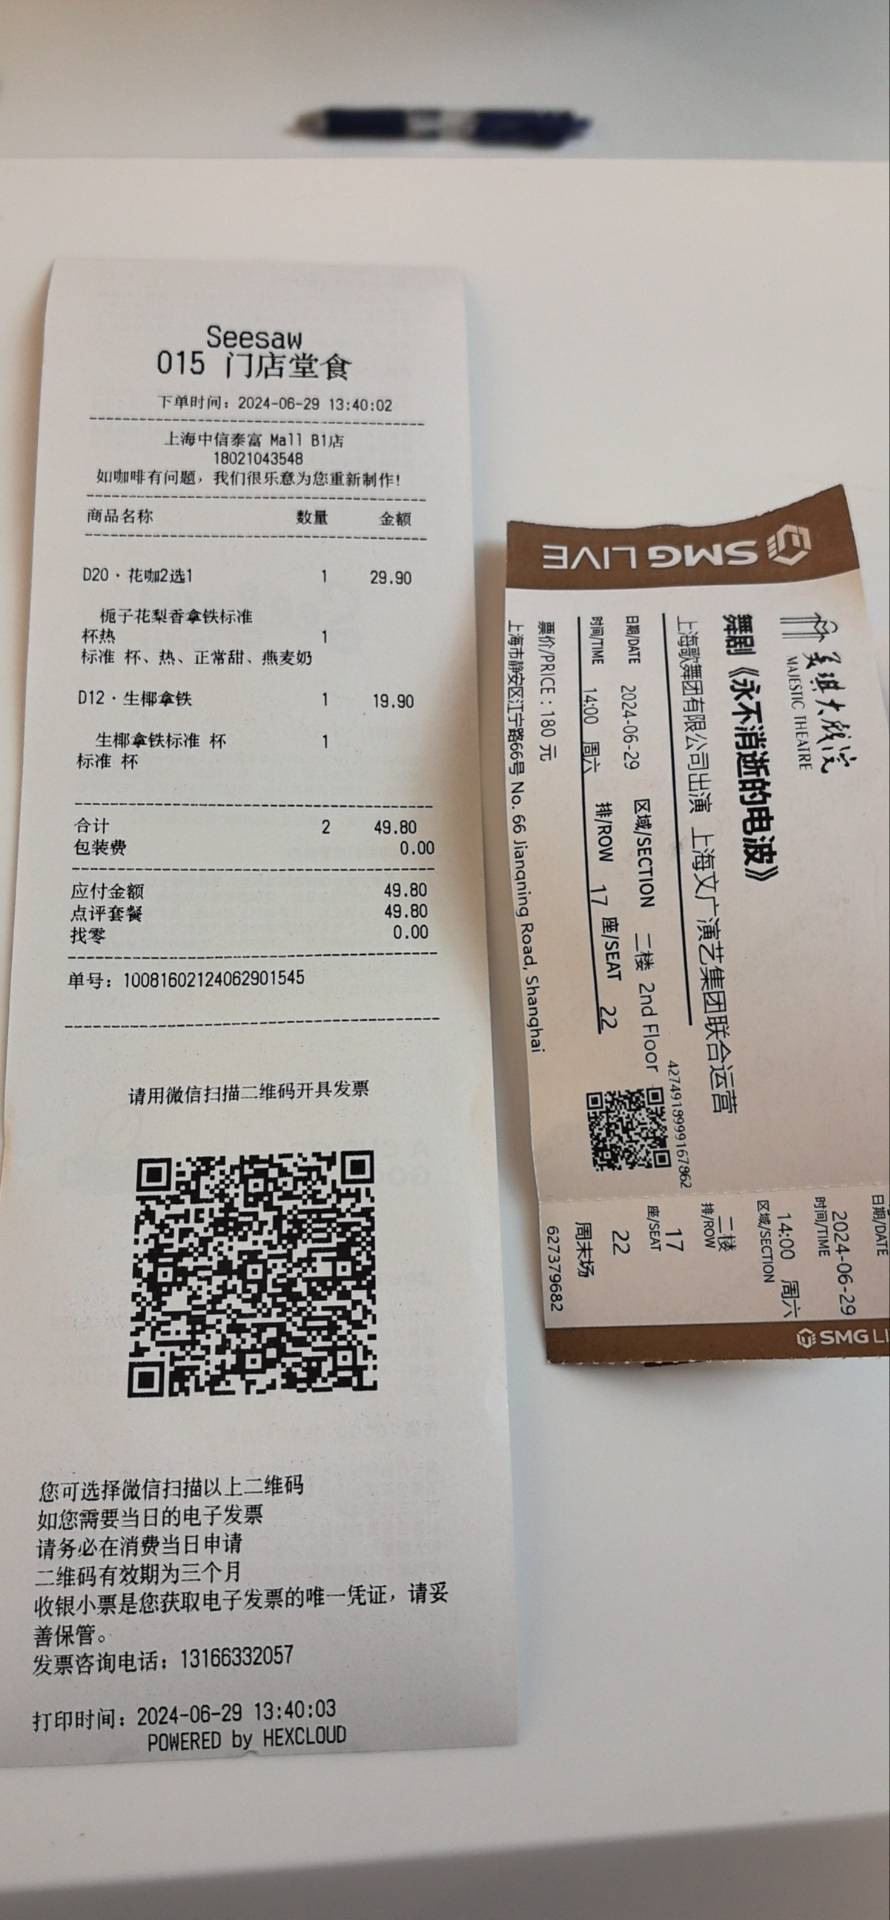 Seesaw
015 门店堂食
下单时间：2024-06-29 13:40:02
上海中信泰富 Mall B1店
18021043548
如咖啡有问题，我们很乐意为您重新制作！
商品名称 数量 金额
D20·花咖2选1 1 29.90
栀子花梨香拿铁标准
杯热 1
标准 杯、热、正常甜、燕麦奶
D12·生椰拿铁 1 19.90
生椰拿铁标准 杯 1
标准 杯
合计 2 49.80
包装费 0.00
应付金额 49.80
点评套餐 49.80
找零 0.00
单号：10081602124062901545
请用微信扫描二维码开具发票
您可选择微信扫描以上二维码
如您需要当日的电子发票
请务必在消费当日申请
二维码有效期为三个月
收银小票是您获取电子发票的唯一凭证，请妥
善保管。
发票咨询电话：13166332057
打印时间：2024-06-29 13:40:03
POWERED by HEXCLOUD
SMG LIVE
美琪大戏院
MAJESTIC THEATRE
舞剧《永不消逝的电波》
上海歌舞团有限公司出演 上海文广演艺集团联合运营
日期/DATE 2024-06-29 区域/SECTION 二楼 2nd Floor
时间/TIME 14:00 周六 排/ROW 17 座/SEAT 22
票价/PRICE：180 元
上海市静安区江宁路66号 No. 66 Jiangning Road, Shanghai
4274918999167862
日期/DATE
2024-06-29
时间/TIME
14:00 周六
区域/SECTION
二楼
排/ROW
17
座/SEAT
22
周末场
627379682
SMG LI